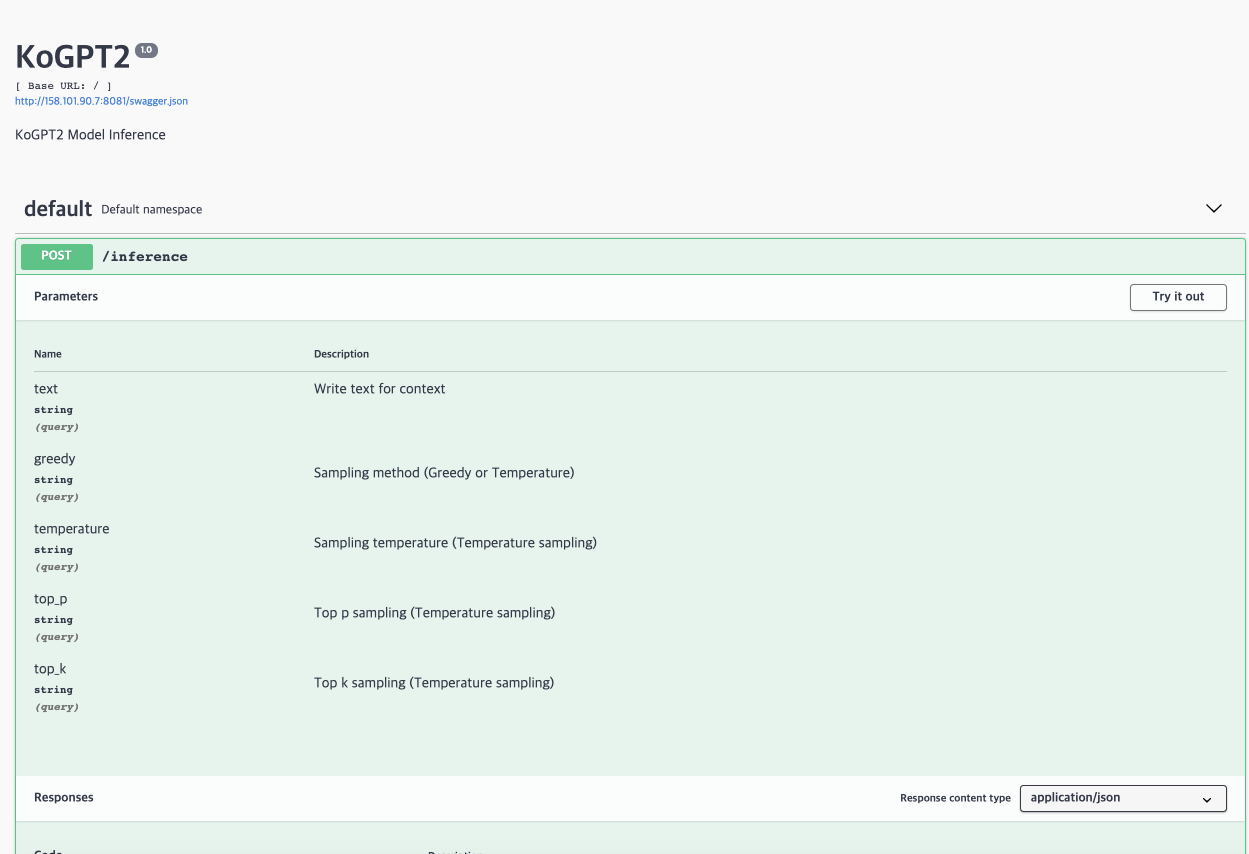 KoGPT2 1.0
[ Base URL: / ]
http://158.101.90.7:8081/swagger.json
KoGPT2 Model Inference
default Default namespace
POST /inference
Parameters Try it out
Name Description
text Write text for context
string
(query)
greedy
Sampling method (Greedy or Temperature)
string
(query)
temperature
Sampling temperature (Temperature sampling)
string
(query)
top_p
Top p sampling (Temperature sampling)
string
(query)
top_k
Top k sampling (Temperature sampling)
string
(query)
Responses Response content type application/json